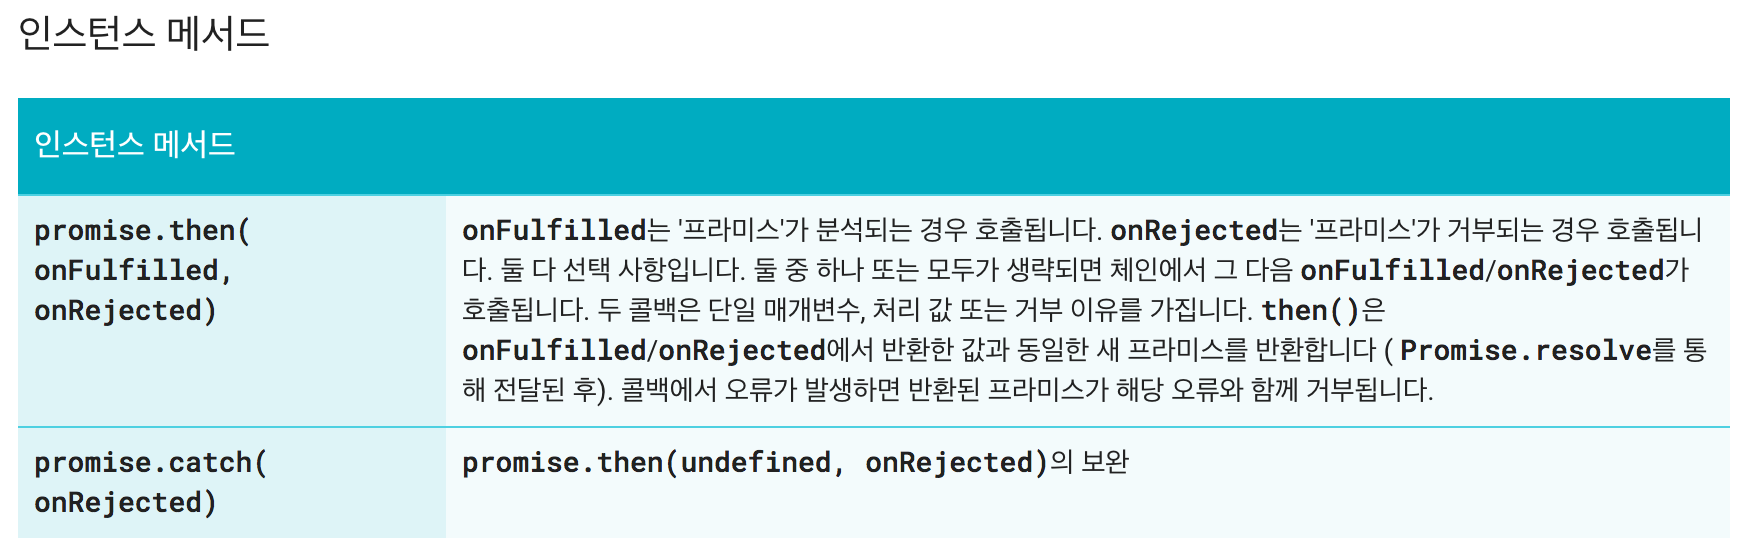 인스턴스 메서드
인스턴스 메서드
promise.then(
onFulfilled,
onRejected)
onFulfilled는 '프라미스'가 분석되는 경우 호출됩니다. onRejected는 '프라미스'가 거부되는 경우 호출됩니
다. 둘 다 선택 사항입니다. 둘 중 하나 또는 모두가 생략되면 체인에서 그 다음 onFulfilled/onRejected가
호출됩니다. 두 콜백은 단일 매개변수, 처리 값 또는 거부 이유를 가집니다. then()은
onFulfilled/onRejected에서 반환한 값과 동일한 새 프라미스를 반환합니다 ( Promise.resolve를 통
해 전달된 후). 콜백에서 오류가 발생하면 반환된 프라미스가 해당 오류와 함께 거부됩니다.
promise.catch(
onRejected)
promise.then(undefined, onRejected)의 보완